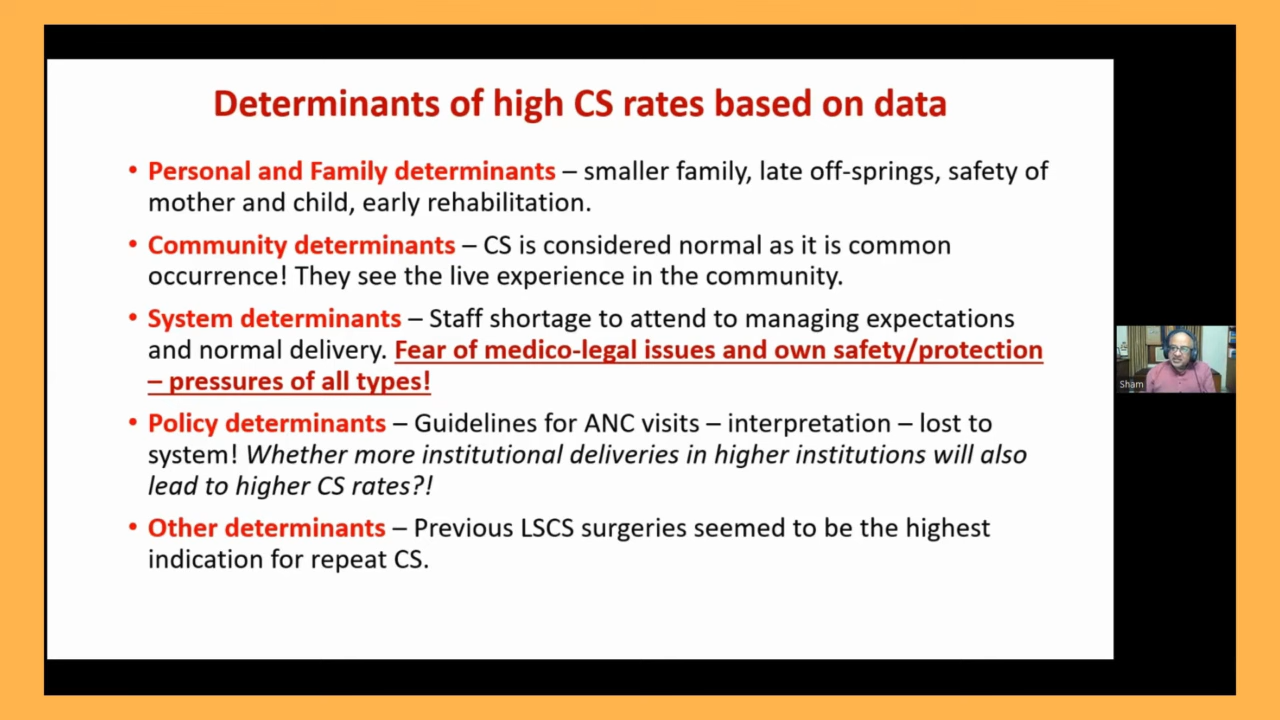 Determinants of high CS rates based on data
• Personal and Family determinants – smaller family, late off-springs, safety of
mother and child, early rehabilitation.
• Community determinants – CS is considered normal as it is common
occurrence! They see the live experience in the community.
• System determinants – Staff shortage to attend to managing expectations
and normal delivery. Fear of medico-legal issues and own safety/protection
– pressures of all types!
• Policy determinants – Guidelines for ANC visits – interpretation – lost to
system! Whether more institutional deliveries in higher institutions will also
lead to higher CS rates?!
• Other determinants – Previous LSCS surgeries seemed to be the highest
indication for repeat CS.
Sham